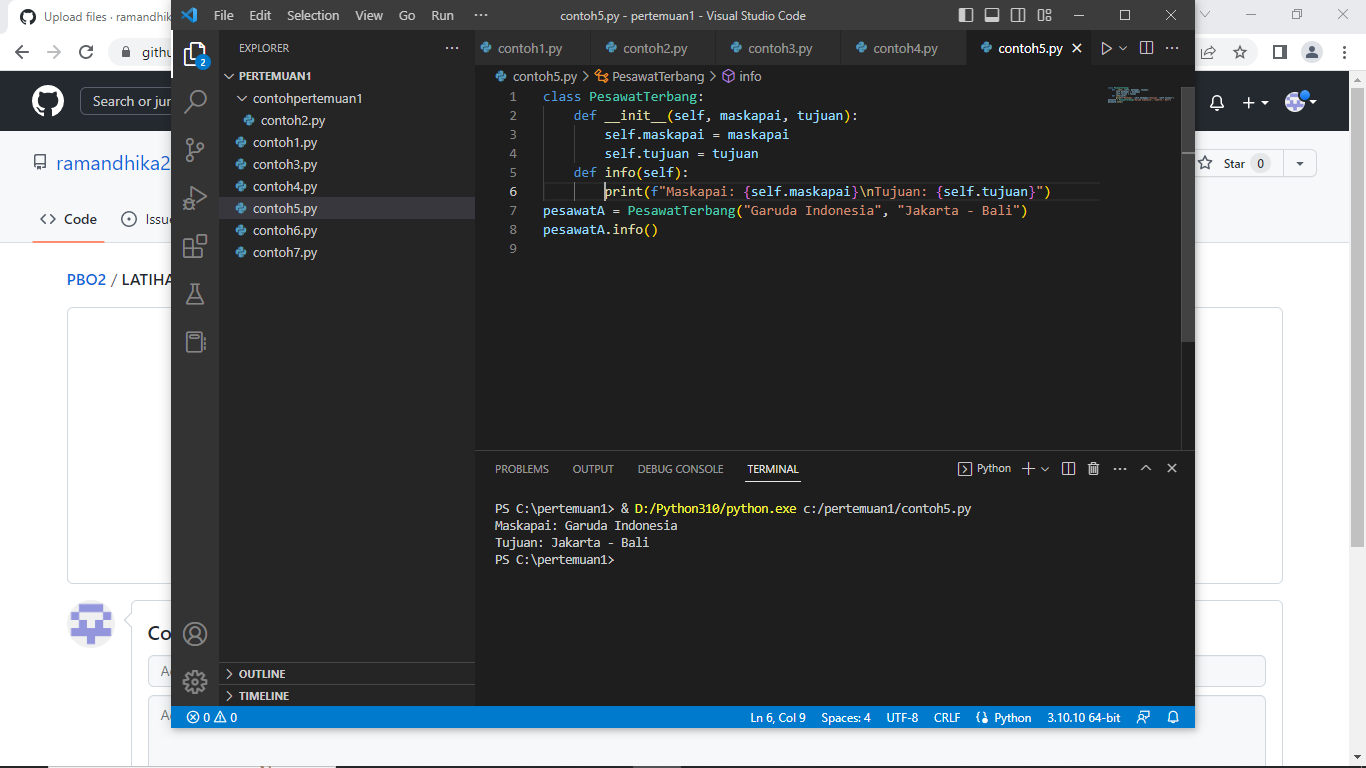 Upload files · ramandhik
File Edit Selection View Go Run ···
contoh5.py - pertemuan1 - Visual Studio Code
githu
Search or jur
ramandhika2
Star 0
Code
Issu
PBO2 / LATIHA
Co
2
EXPLORER
PERTEMUAN1
contohpertemuan1
contoh2.py
contoh1.py
contoh3.py
contoh4.py
contoh5.py
contoh6.py
contoh7.py
OUTLINE
TIMELINE
contoh1.py contoh2.py contoh3.py contoh4.py contoh5.py
contoh5.py > PesawatTerbang > info
1 class PesawatTerbang:
2 def __init__(self, maskapai, tujuan):
3 self.maskapai = maskapai
4 self.tujuan = tujuan
5 def info(self):
6 print(f"Maskapai: {self.maskapai}\nTujuan: {self.tujuan}")
7 pesawatA = PesawatTerbang("Garuda Indonesia", "Jakarta - Bali")
8 pesawatA.info()
9
PROBLEMS OUTPUT DEBUG CONSOLE TERMINAL
Python
PS C:\pertemuan1> & D:/Python310/python.exe c:/pertemuan1/contoh5.py
Maskapai: Garuda Indonesia
Tujuan: Jakarta - Bali
PS C:\pertemuan1>
0 0
Ln 6, Col 9 Spaces: 4 UTF-8 CRLF Python 3.10.10 64-bit